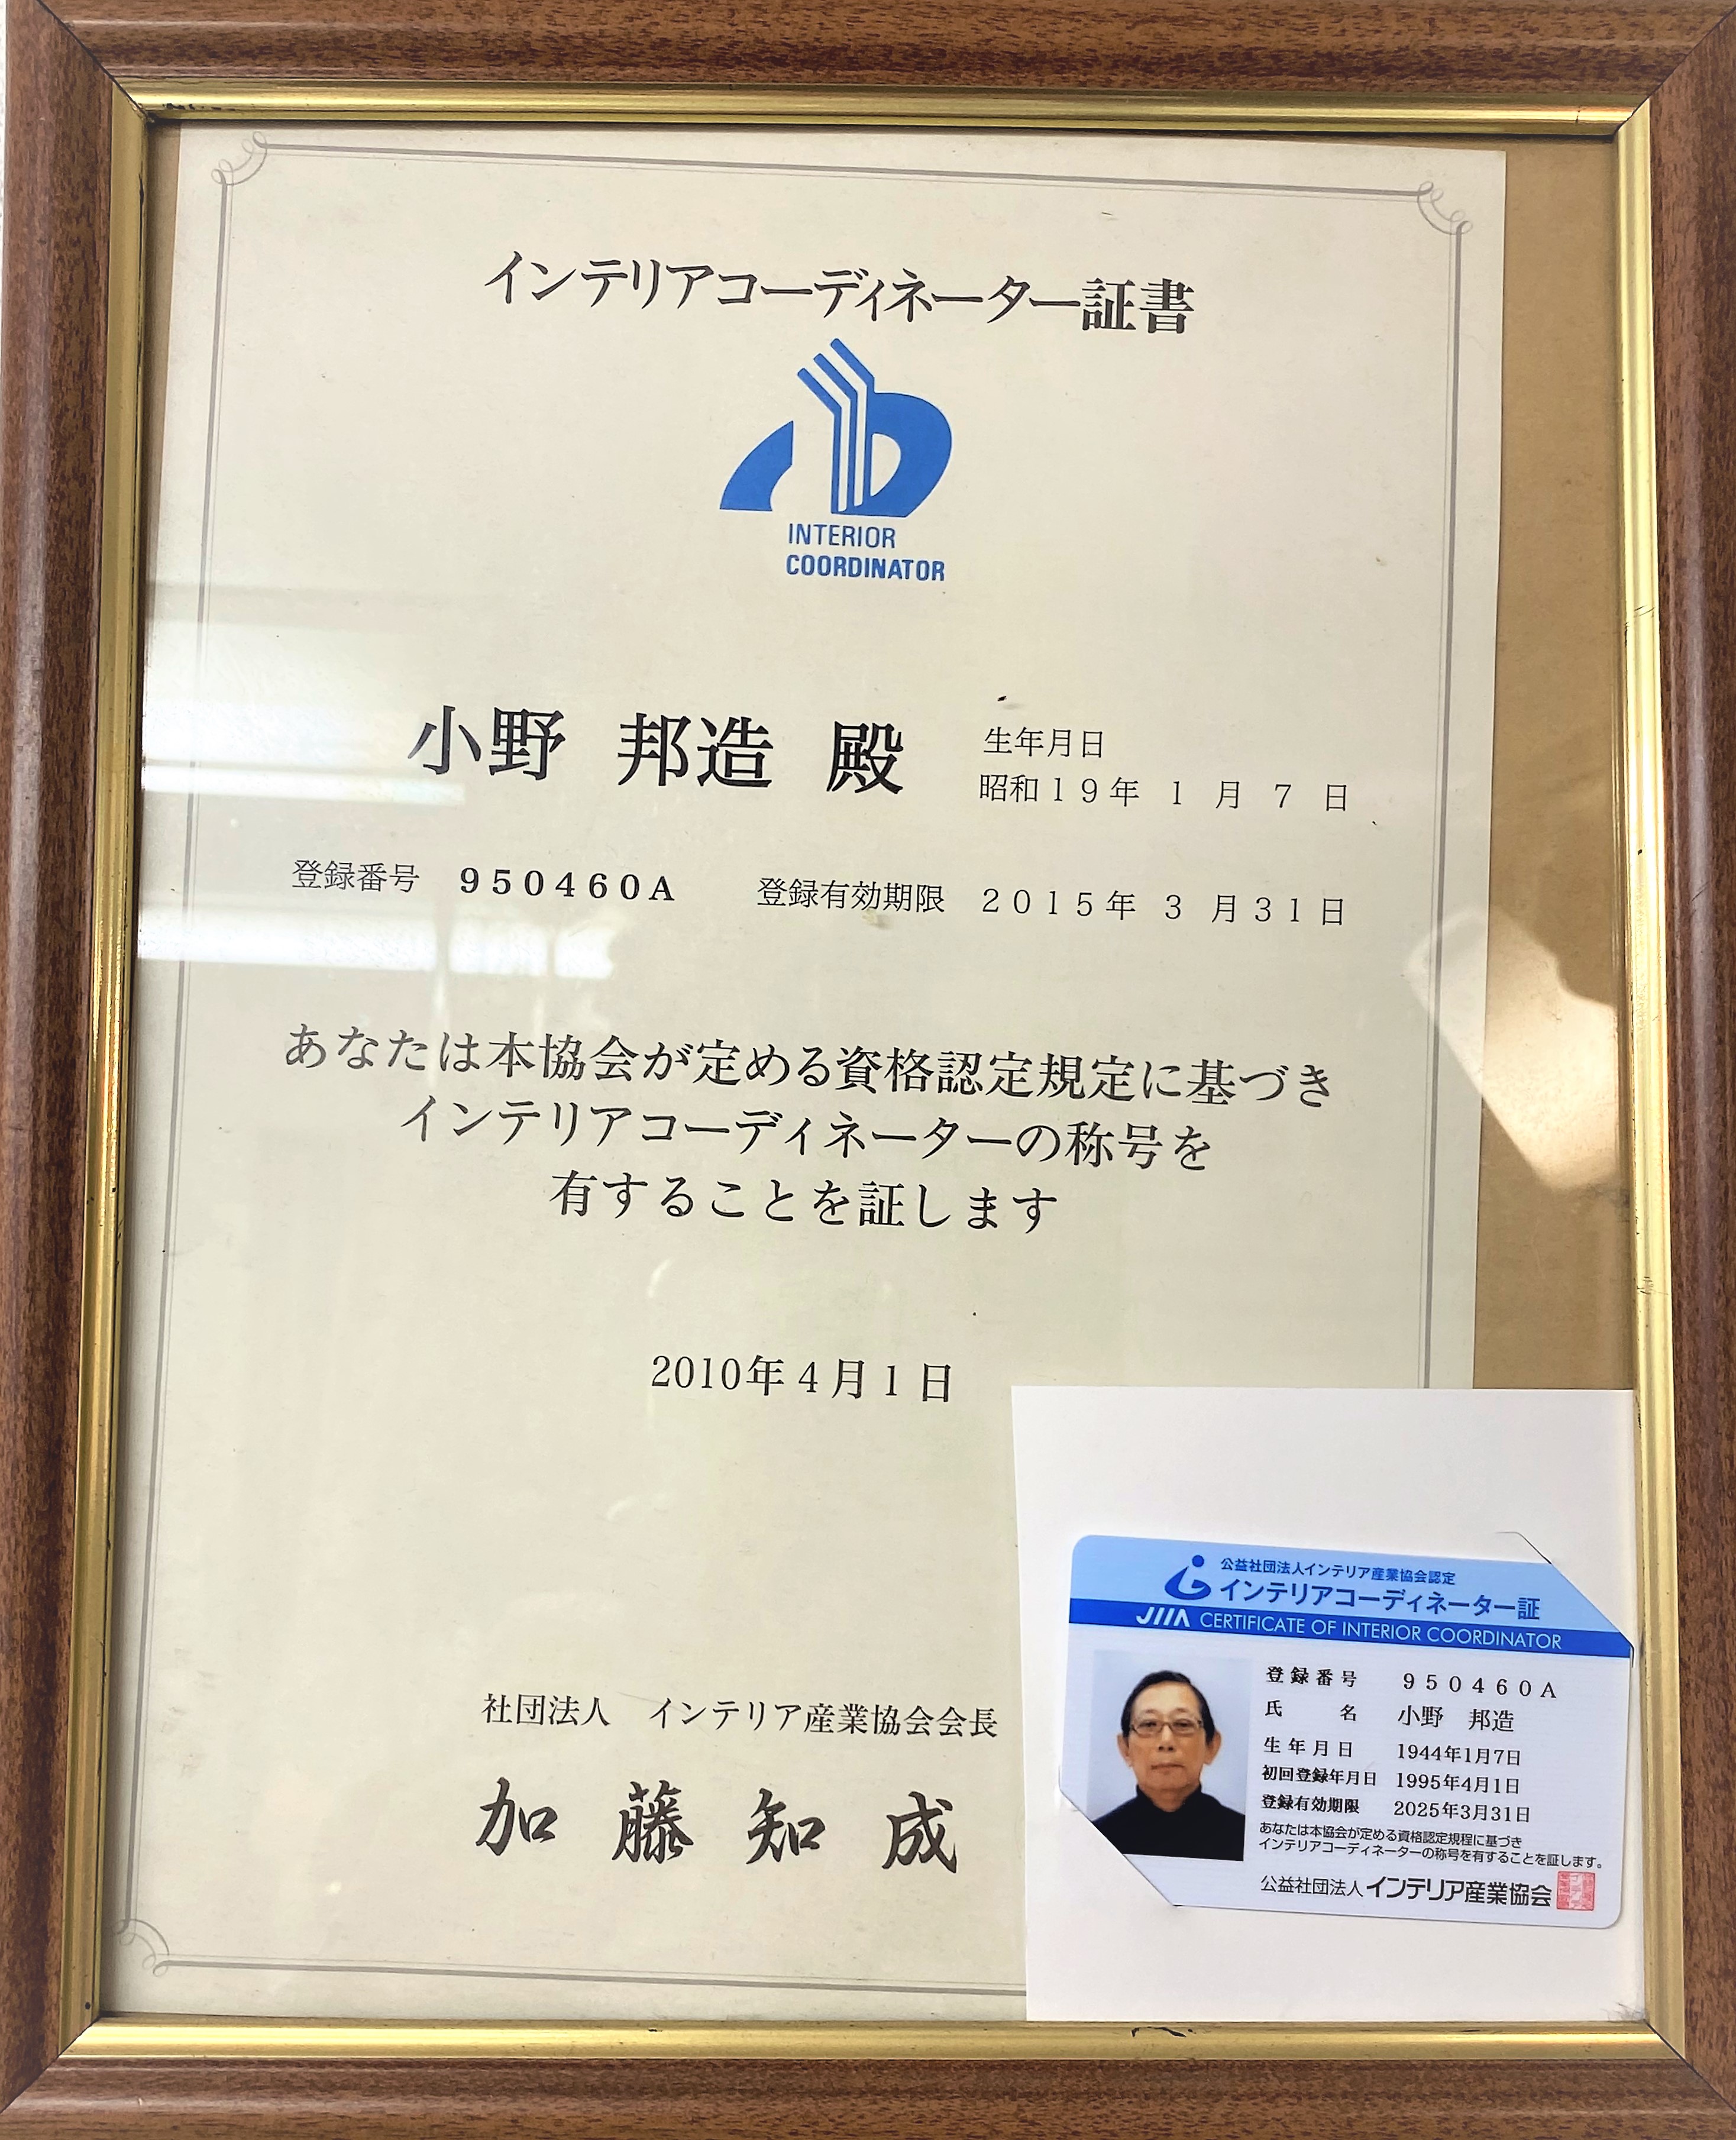 インテリアコーディネーター証書
INTERIOR
COORDINATOR
小野 邦造 殿
生年月日
昭和19年 1 月 7 日
登録番号 950460A 登録有効期限 2015年 3 月31日
あなたは本協会が定める資格認定規定に基づき
インテリアコーディネーターの称号を
有することを証します
2010年4月1日
社団法人 インテリア産業協会会長
加藤知成
公益社団法人インテリア産業協会認定
インテリアコーディネーター証
JIIA CERTIFICATE OF INTERIOR COORDINATOR
登録番号 950460A
氏名 小野 邦造
生年月日 1944年1月7日
初回登録年月日 1995年4月1日
登録有効期限 2025年3月31日
あなたは本協会が定める資格認定規程に基づき
インテリアコーディネーターの称号を有することを証します。
公益社団法人インテリア産業協会